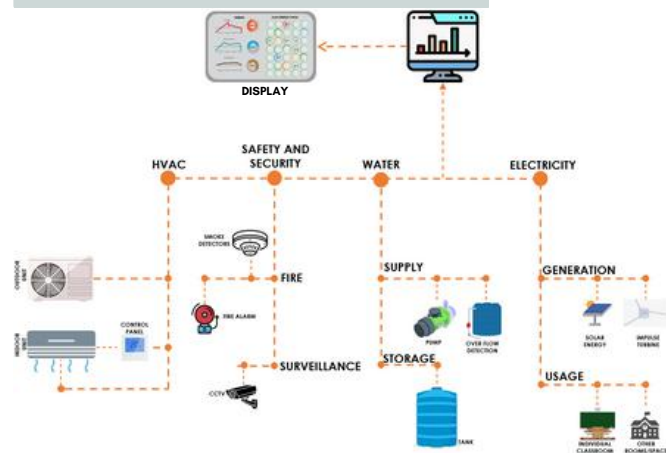 DISPLAY
HVAC
SAFETY AND
SECURITY
WATER
ELECTRICITY
SMOKE
DETECTORS
OUTDOOR
UNIT
FIRE
SUPPLY
GENERATION
FIRE ALARM
CONTROL
PANEL
INDOOR
UNIT
PUMP
OVER FLOW
DETECTION
SOLAR
ENERGY
IMPULSE
TURBINE
SURVEILLANCE
STORAGE
USAGE
CCTV
TANK
INDIVIDUAL
CLASSROOM
OTHER
ROOMS/SPACE